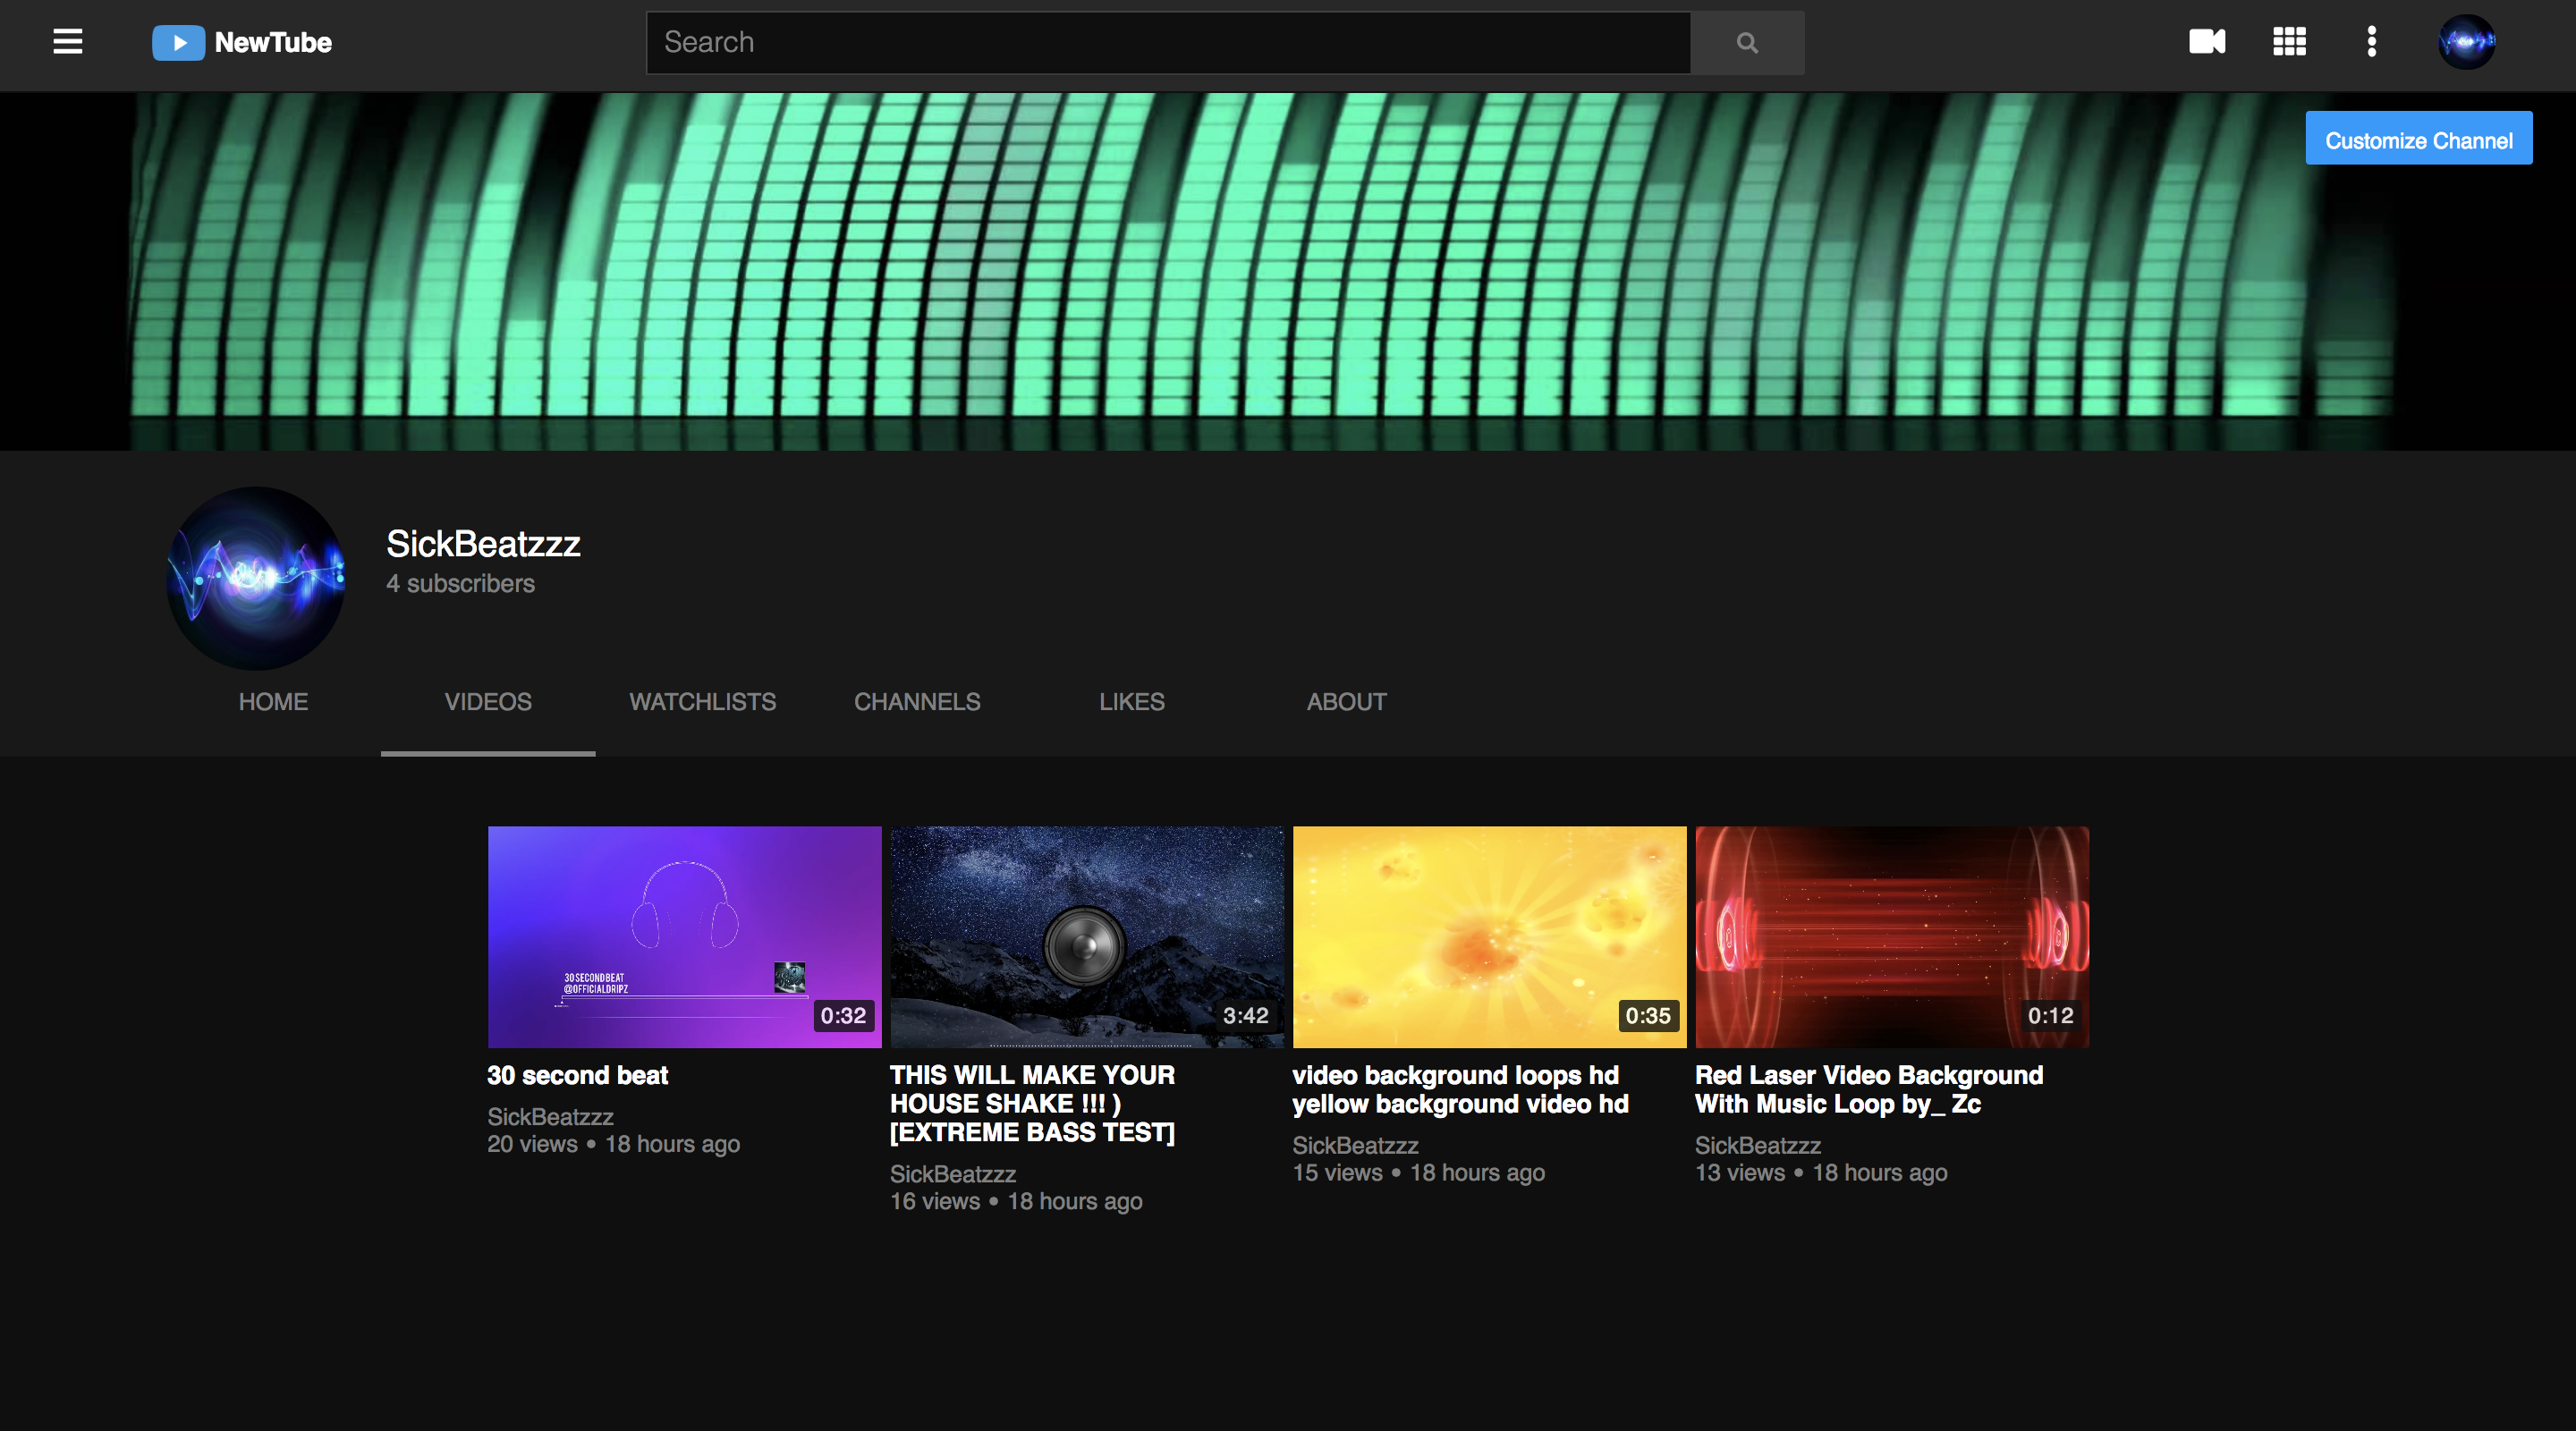 NewTube
Search
Customize Channel
SickBeatzzz
4 subscribers
HOME
VIDEOS
WATCHLISTS
CHANNELS
LIKES
ABOUT
30 SECOND BEAT
@OFFICIALDRIPZ
0:32
3:42
0:35
0:12
30 second beat
SickBeatzzz
20 views • 18 hours ago
THIS WILL MAKE YOUR
HOUSE SHAKE !!! )
[EXTREME BASS TEST]
SickBeatzzz
16 views • 18 hours ago
video background loops hd
yellow background video hd
SickBeatzzz
15 views • 18 hours ago
Red Laser Video Background
With Music Loop by_ Zc
SickBeatzzz
13 views • 18 hours ago